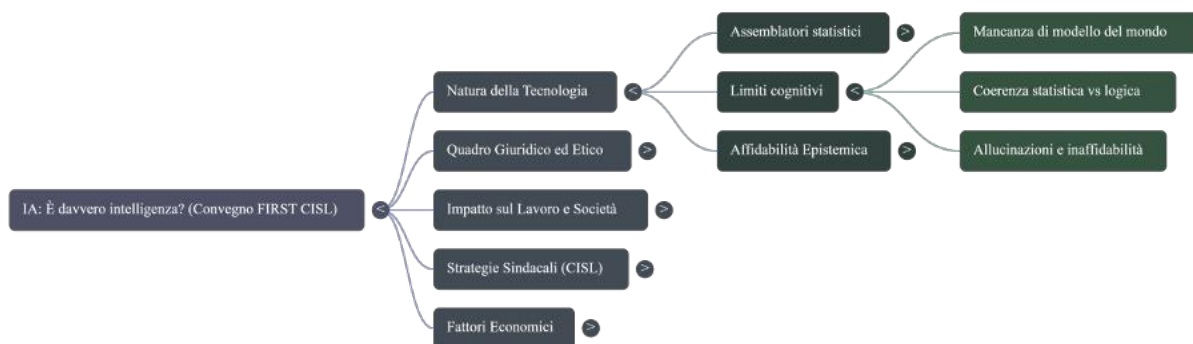 IA: È davvero intelligenza? (Convegno FIRST CISL)
<
Natura della Tecnologia
<
Assemblatori statistici
>
Limiti cognitivi
<
Mancanza di modello del mondo
Coerenza statistica vs logica
Allucinazioni e inaffidabilità
Affidabilità Epistemica
>
Quadro Giuridico ed Etico
>
Impatto sul Lavoro e Società
>
Strategie Sindacali (CISL)
>
Fattori Economici
>